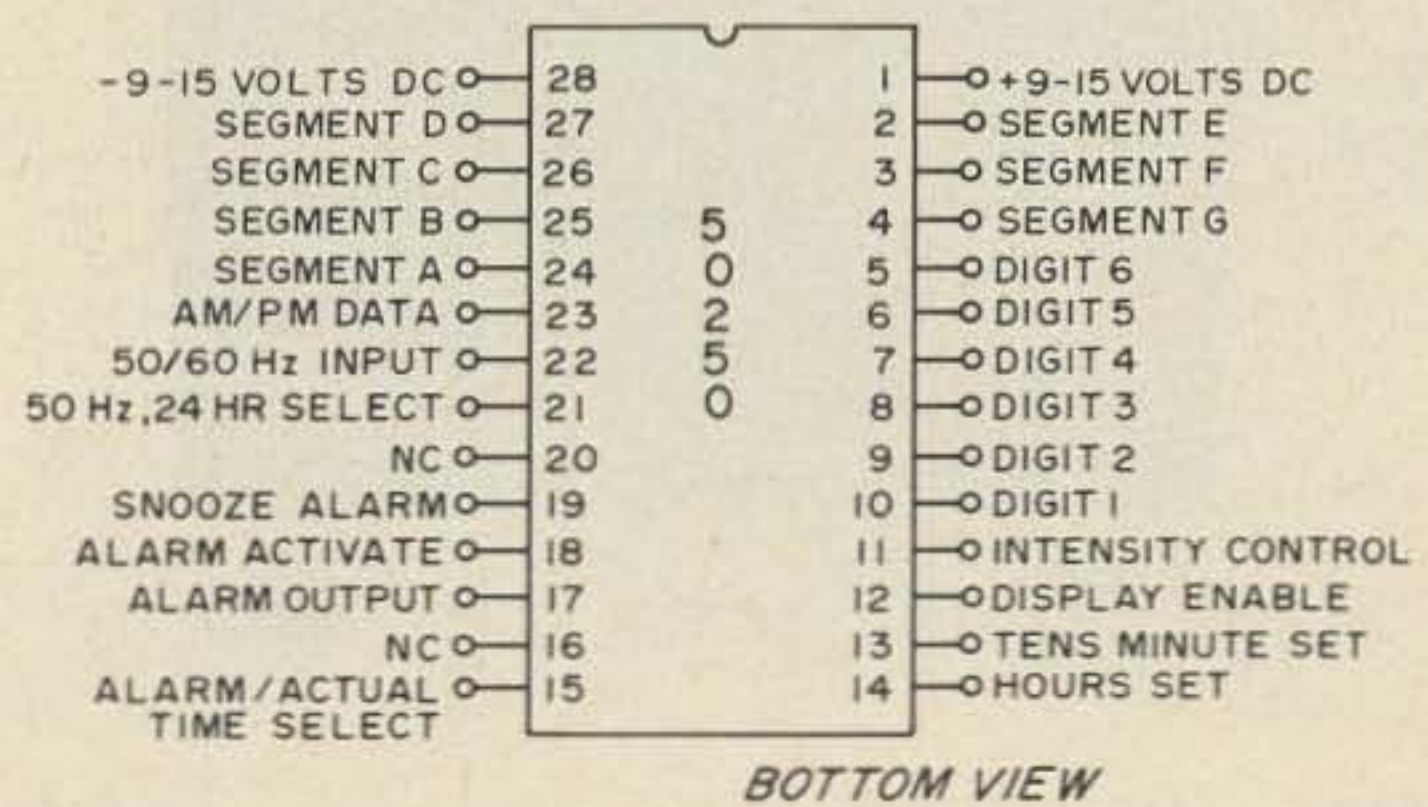 -9-15 VOLTS DC 28 1 +9-15 VOLTS DC
SEGMENT D 27 2 SEGMENT E
SEGMENT C 26 3 SEGMENT F
SEGMENT B 25 5 4 SEGMENT G
SEGMENT A 24 0 5 DIGIT 6
AM/PM DATA 23 2 6 DIGIT 5
50/60 Hz INPUT 22 5 7 DIGIT 4
50 Hz, 24 HR SELECT 21 0 8 DIGIT 3
NC 20 9 DIGIT 2
SNOOZE ALARM 19 10 DIGIT 1
ALARM ACTIVATE 18 11 INTENSITY CONTROL
ALARM OUTPUT 17 12 DISPLAY ENABLE
NC 16 13 TENS MINUTE SET
ALARM/ACTUAL 15 14 HOURS SET
TIME SELECT
BOTTOM VIEW